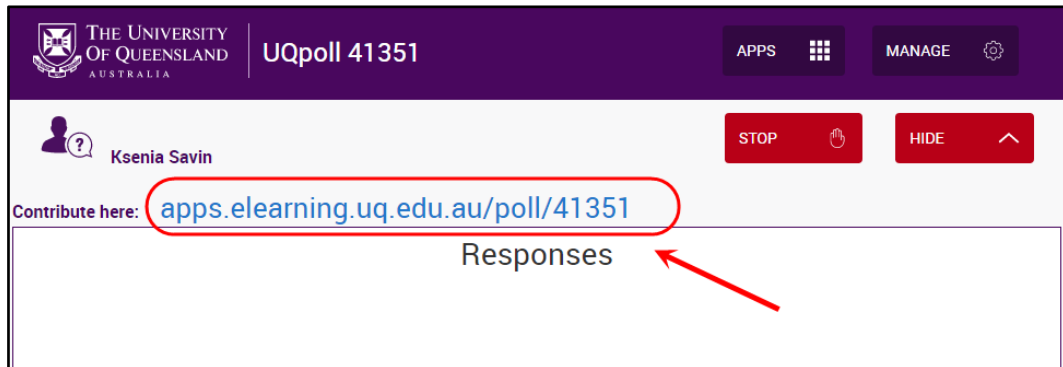 THE UNIVERSITY
OF QUEENSLAND
AUSTRALIA
UQpoll 41351
APPS
MANAGE
?
Ksenia Savin
STOP
HIDE
Contribute here: apps.elearning.uq.edu.au/poll/41351
Responses